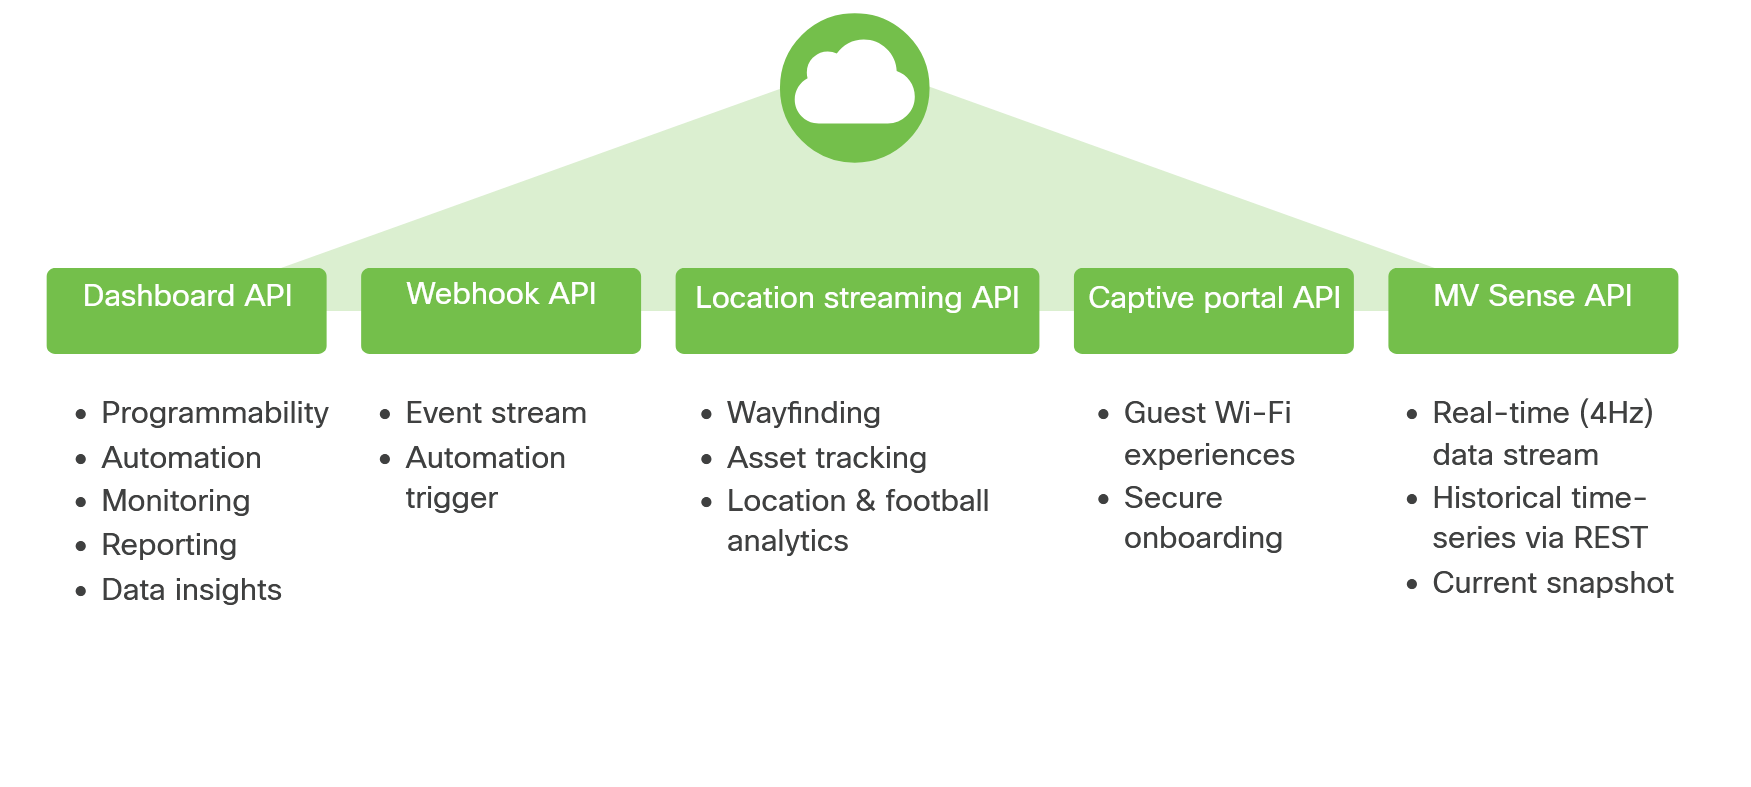 Dashboard API
Programmability
Automation
Monitoring
Reporting
Data insights
Webhook API
Event stream
Automation
trigger
Location streaming API
Wayfinding
Asset tracking
Location & football
analytics
Captive portal API
Guest Wi-Fi
experiences
Secure
onboarding
MV Sense API
Real-time (4Hz)
data stream
Historical time-
series via REST
Current snapshot